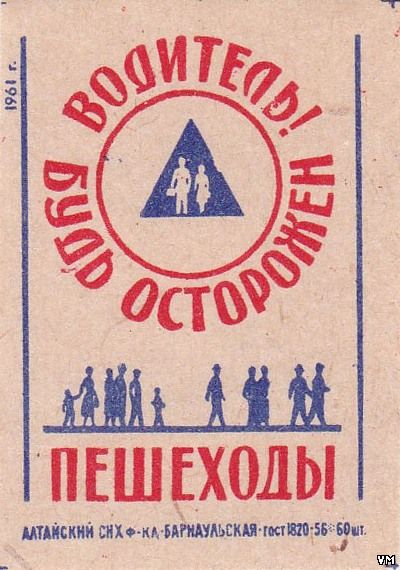 1961 г.
ВОДИТЕЛЬ!
БУДЬ ОСТОРОЖЕН
ПЕШЕХОДЫ
АЛТАЙСКИЙ СНХ Ф-КА-БАРНАУЛЬСКАЯ-ГОСТ 1820-56*60 шт.
VM